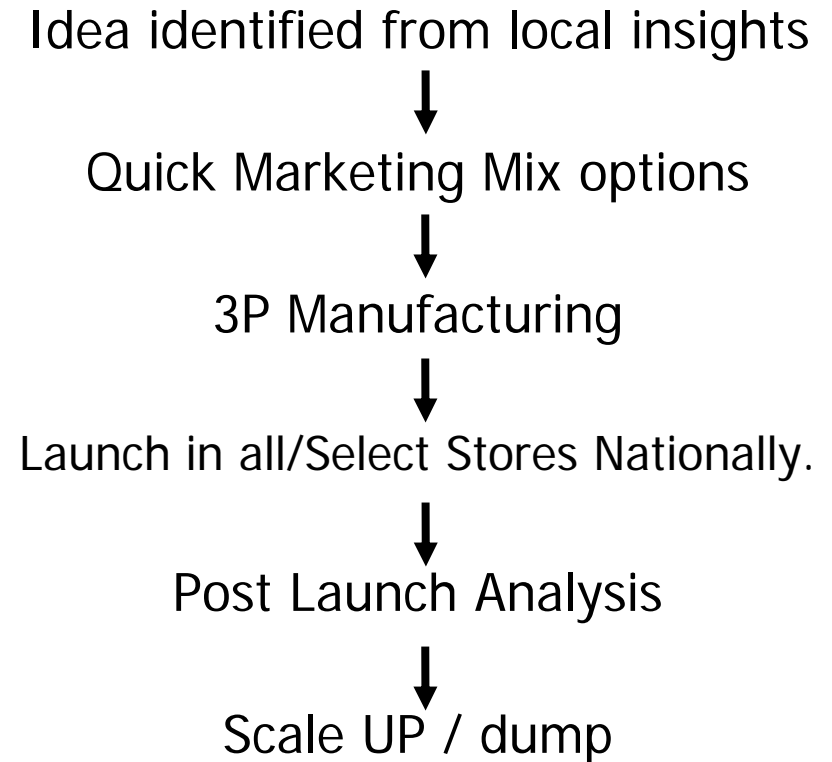 Idea identified from local insights
Quick Marketing Mix options
3P Manufacturing
Launch in all/Select Stores Nationally.
Post Launch Analysis
Scale UP / dump